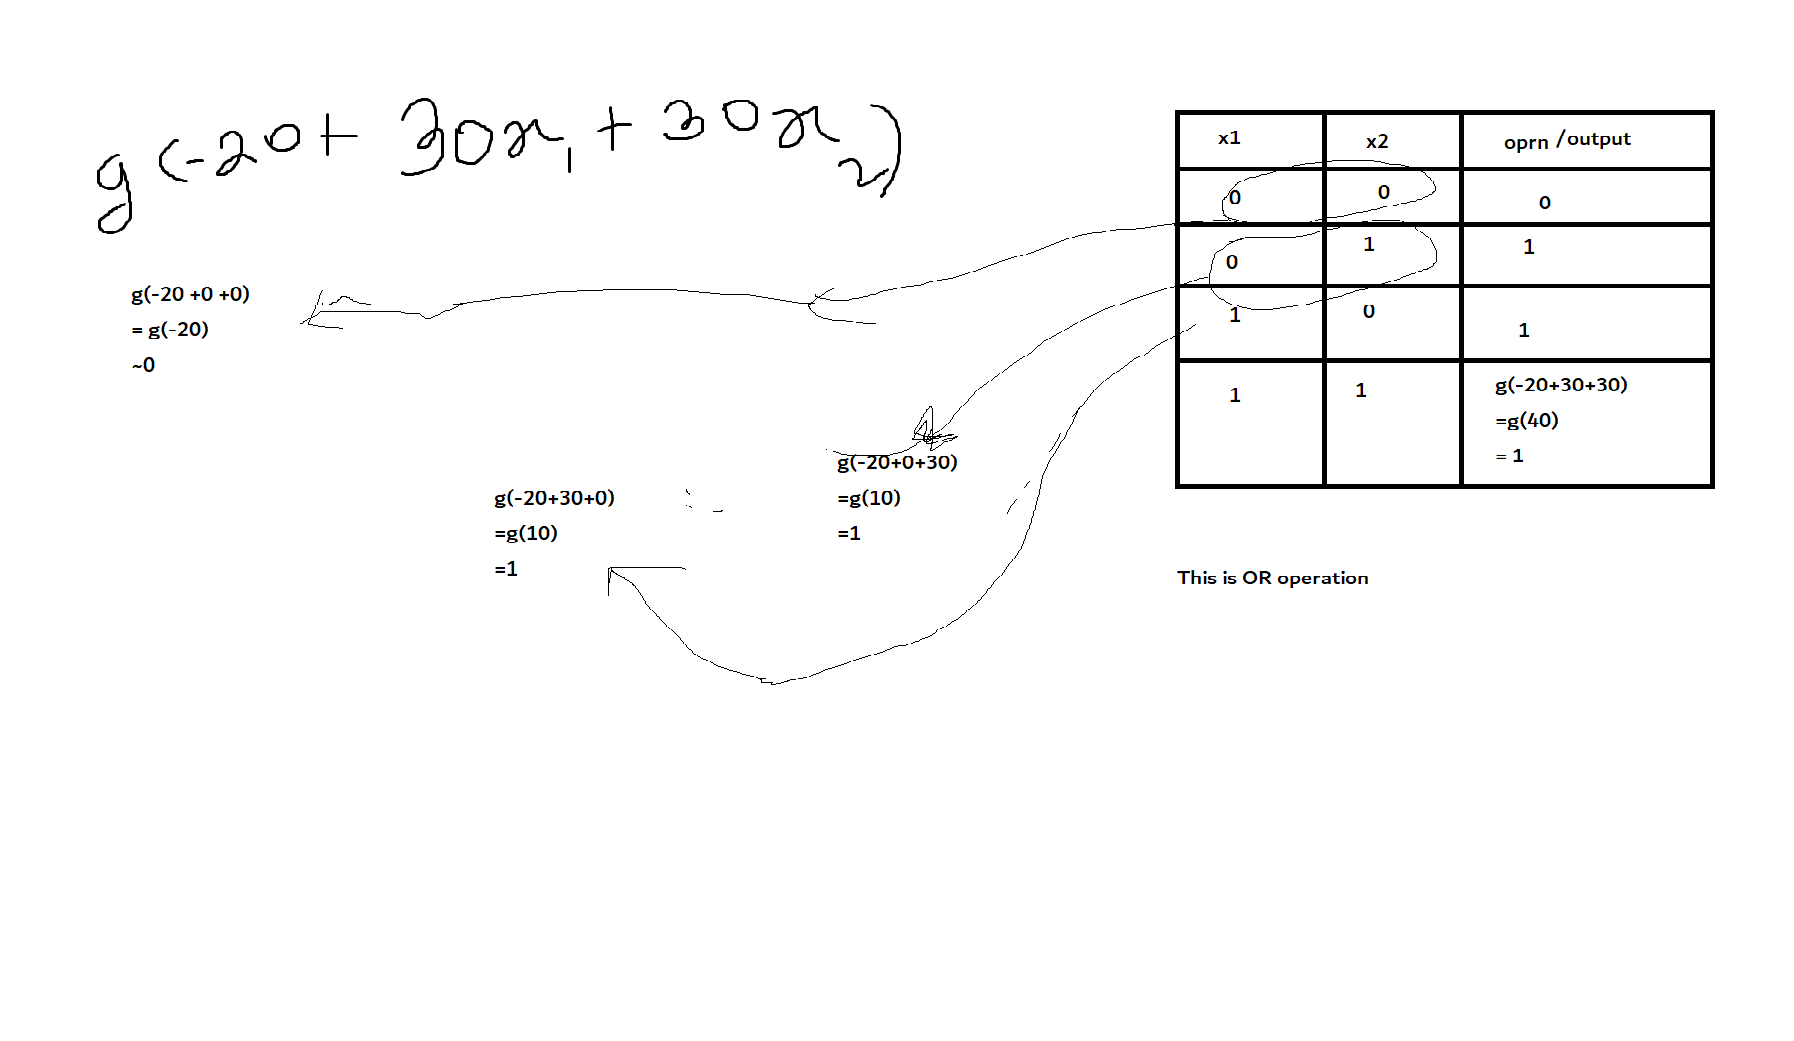 g(-20+ 30x₁ + 30x₂)
x1 x2 oprn /output
0 0 0
0 1 1
1 0 1
1 1 g(-20+30+30)
=g(40)
= 1
g(-20 +0 +0)
= g(-20)
~0
g(-20+0+30)
=g(10)
=1
g(-20+30+0)
=g(10)
=1
This is OR operation